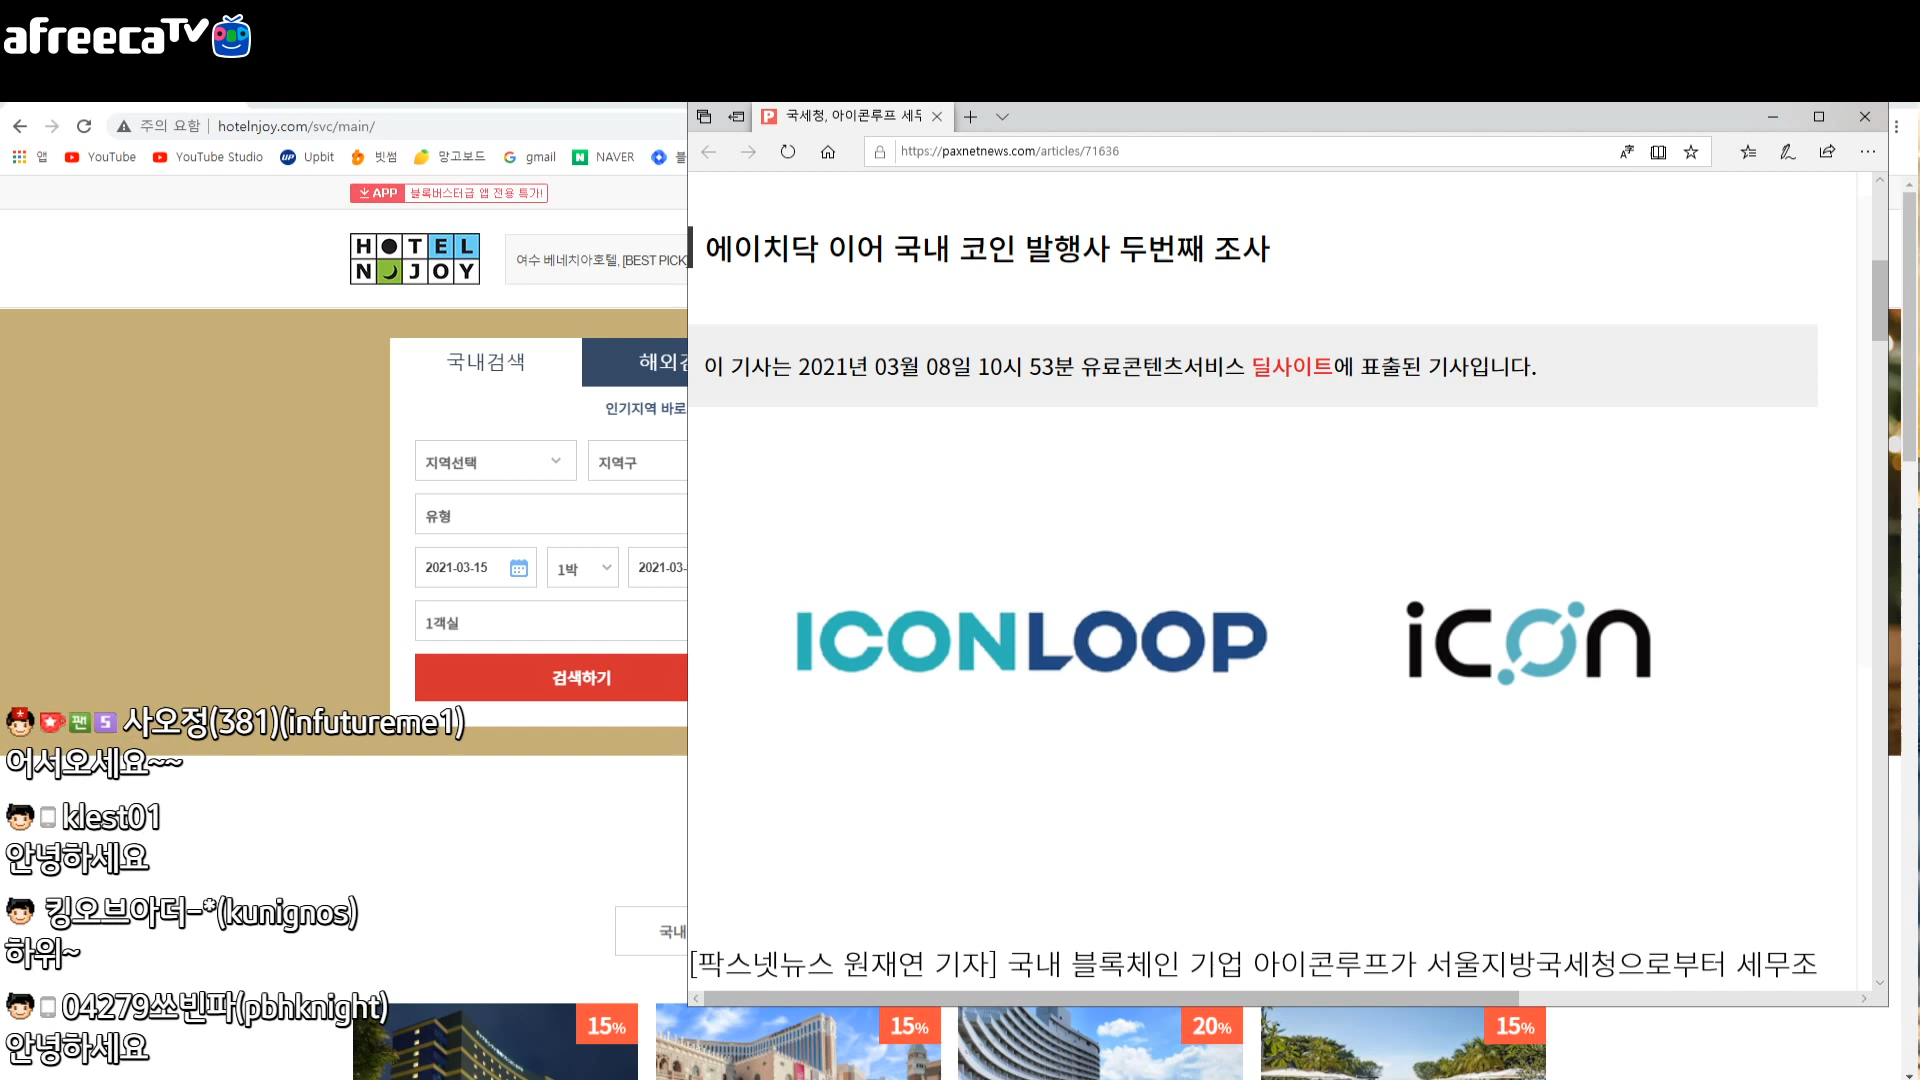 afreecaTV
주의 요함 hotelnjoy.com/svc/main/
앱 YouTube YouTube Studio Upbit 빗썸 망고보드 gmail NAVER
APP 블록버스터급 앱 전용 특가!
HOTEL
NJOY
여수 베네치아호텔, [BEST PICK
국내검색
인기지역 바로
지역선택 지역구
유형
2021-03-15 1박 2021-03-
1객실
검색하기
국내
국세청, 아이콘루프 세무
https://paxnetnews.com/articles/71636
에이치닥 이어 국내 코인 발행사 두번째 조사
이 기사는 2021년 03월 08일 10시 53분 유료콘텐츠서비스 딜사이트에 표출된 기사입니다.
ICONLOOP icon
[팍스넷뉴스 원재연 기자] 국내 블록체인 기업 아이콘루프가 서울지방국세청으로부터 세무조
팬 5 사오정(381)(infutureme1)
어서오세요~~
klest01
안녕하세요
킹오브아더-*(kunignos)
하위~
04279쏘빈파(pbhknight)
안녕하세요
15% 15% 20% 15%